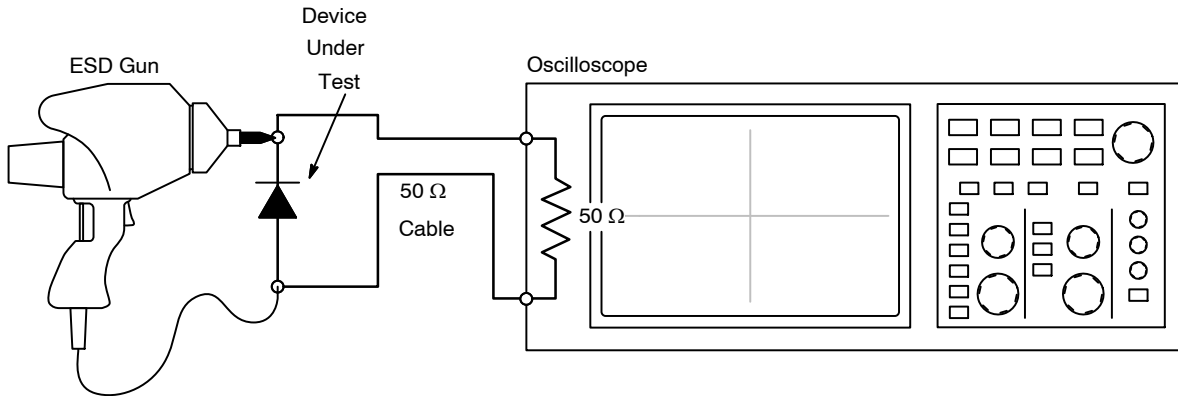 Device
Under
Test
ESD Gun
Oscilloscope
50 Ω
Cable
50 Ω